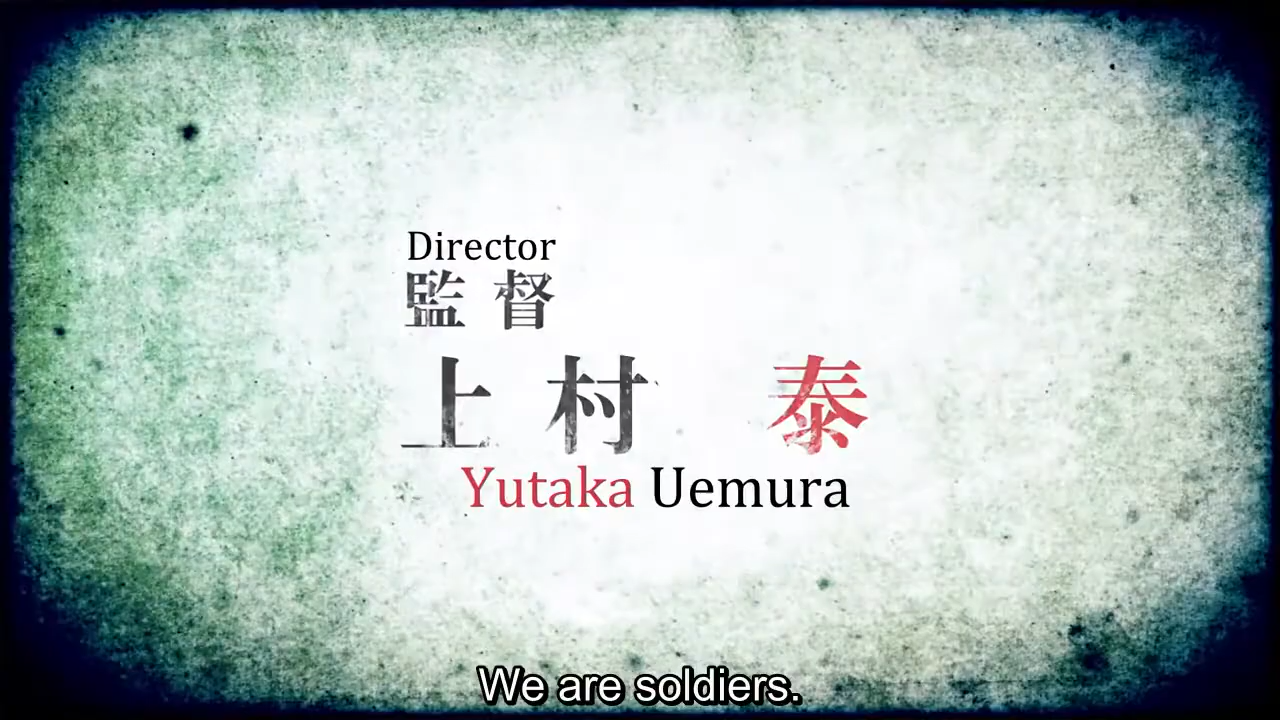 Director
監督
上村 泰
Yutaka Uemura
We are soldiers.